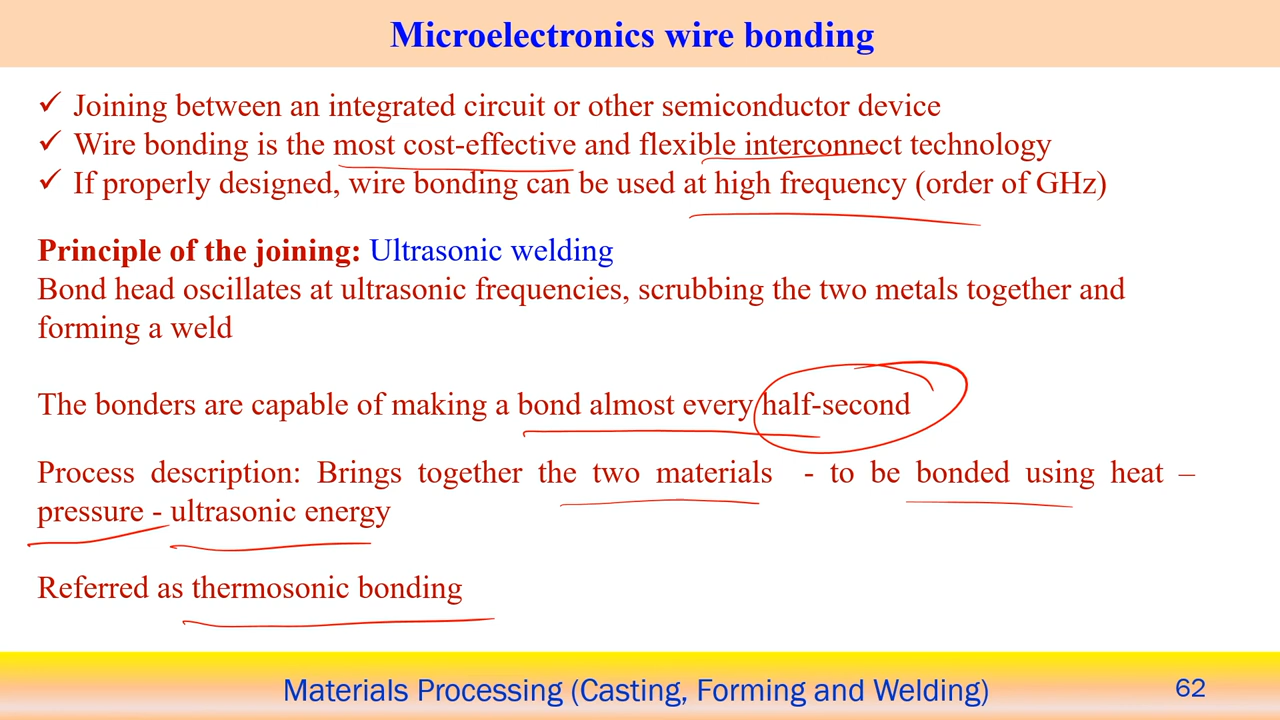 Microelectronics wire bonding
✓ Joining between an integrated circuit or other semiconductor device
✓ Wire bonding is the most cost-effective and flexible interconnect technology
✓ If properly designed, wire bonding can be used at high frequency (order of GHz)
Principle of the joining: Ultrasonic welding
Bond head oscillates at ultrasonic frequencies, scrubbing the two metals together and
forming a weld
The bonders are capable of making a bond almost every half-second
Process description: Brings together the two materials - to be bonded using heat –
pressure - ultrasonic energy
Referred as thermosonic bonding
Materials Processing (Casting, Forming and Welding)
62